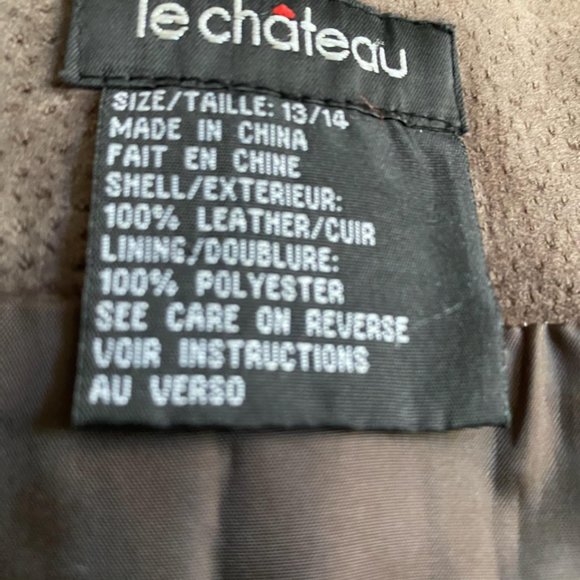 le château
SIZE/TAILLE: 13/14
MADE IN CHINA
FAIT EN CHINE
SHELL/EXTERIEUR:
100% LEATHER/CUIR
LINING/DOUBLURE:
100% POLYESTER
SEE CARE ON REVERSE
VOIR INSTRUCTIONS
AU VERSO